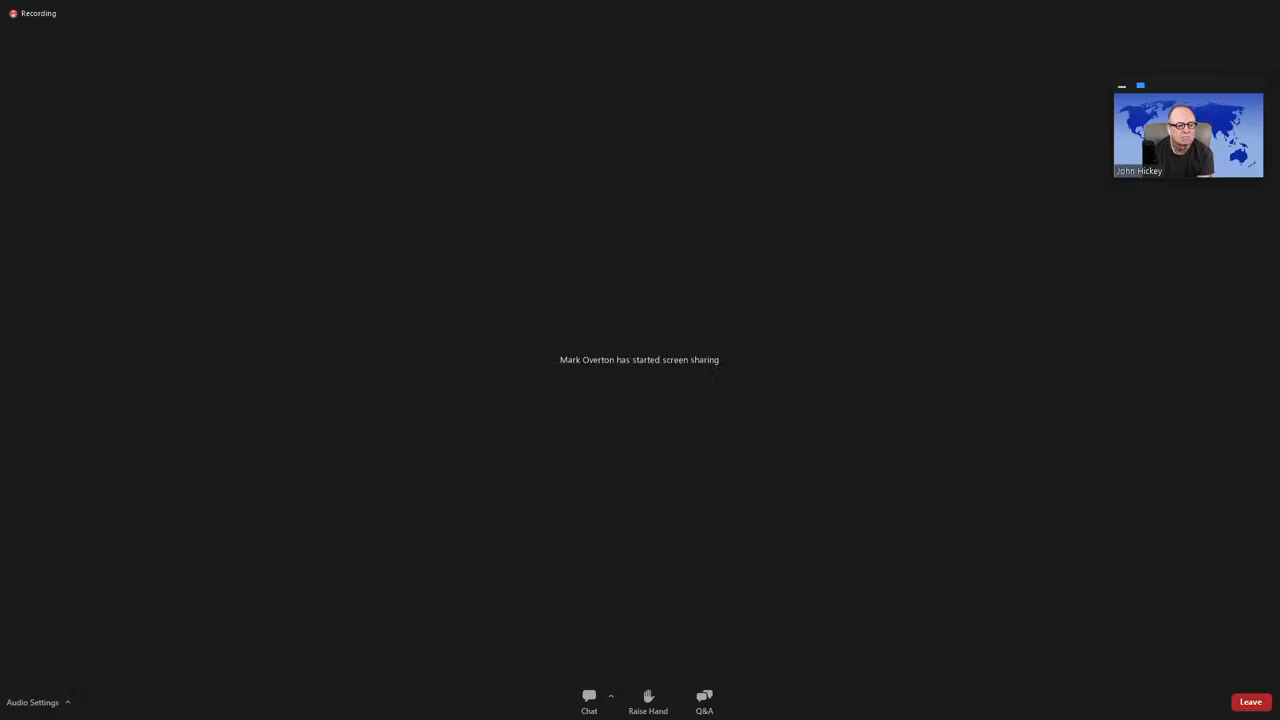 Recording
John Hickey
Mark Overton has started screen sharing
Audio Settings
Chat
Raise Hand
Q&A
Leave